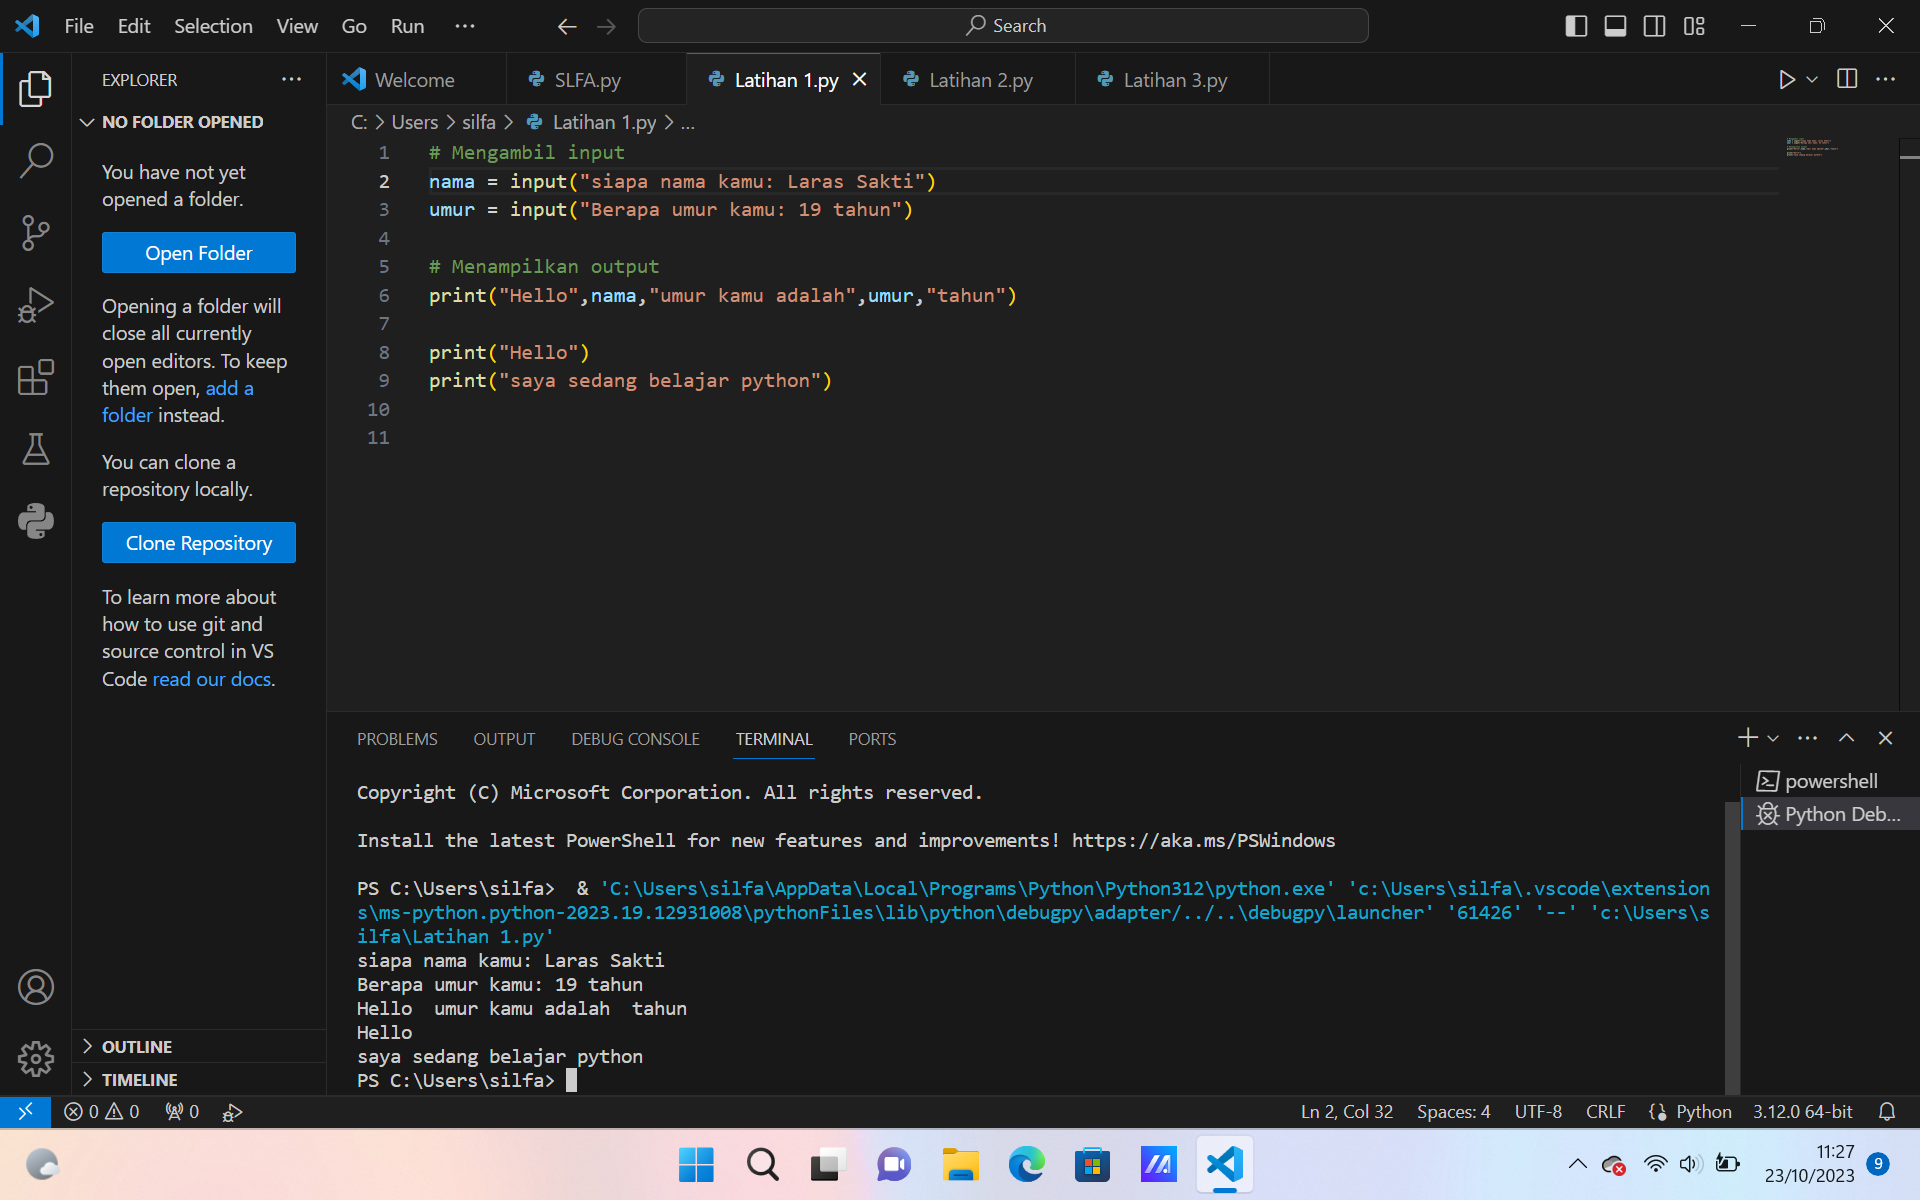 File Edit Selection View Go Run ··· Search
EXPLORER ···
Welcome SLFA.py Latihan 1.py Latihan 2.py Latihan 3.py
NO FOLDER OPENED
You have not yet
opened a folder.
Open Folder
Opening a folder will
close all currently
open editors. To keep
them open, add a
folder instead.
You can clone a
repository locally.
Clone Repository
To learn more about
how to use git and
source control in VS
Code read our docs.
OUTLINE
TIMELINE
C: > Users > silfa > Latihan 1.py > ...
1 # Mengambil input
2 nama = input("siapa nama kamu: Laras Sakti")
3 umur = input("Berapa umur kamu: 19 tahun")
4
5 # Menampilkan output
6 print("Hello",nama,"umur kamu adalah",umur,"tahun")
7
8 print("Hello")
9 print("saya sedang belajar python")
10
11
PROBLEMS OUTPUT DEBUG CONSOLE TERMINAL PORTS
Copyright (C) Microsoft Corporation. All rights reserved.
Install the latest PowerShell for new features and improvements! https://aka.ms/PSWindows
PS C:\Users\silfa>  & 'C:\Users\silfa\AppData\Local\Programs\Python\Python312\python.exe' 'c:\Users\silfa\.vscode\extension
s\ms-python.python-2023.19.12931008\pythonFiles\lib\python\debugpy\adapter/../..\debugpy\launcher' '61426' '--' 'c:\Users\s
ilfa\Latihan 1.py'
siapa nama kamu: Laras Sakti
Berapa umur kamu: 19 tahun
Hello  umur kamu adalah  tahun
Hello
saya sedang belajar python
PS C:\Users\silfa>
powershell
Python Deb...
0 0 0 Ln 2, Col 32 Spaces: 4 UTF-8 CRLF Python 3.12.0 64-bit
11:27
23/10/2023 9